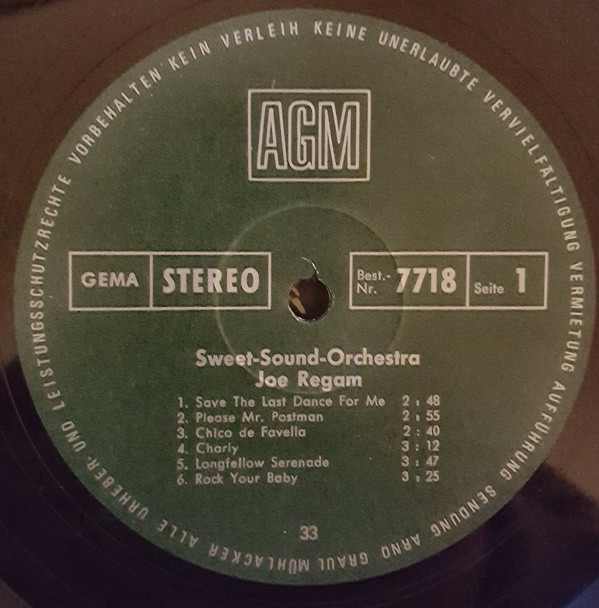 ALLE URHEBER- UND LEISTUNGSSCHUTZRECHTE VORBEHALTEN KEIN VERLEIH KEINE UNERLAUBTE VERVIELFÄLTIGUNG VERMIETUNG AUFFÜHRUNG SENDUNG ARNO GRAUL MÜHLACKER
AGM
GEMA STEREO
Best.-Nr. 7718 Seite 1
Sweet-Sound-Orchestra
Joe Regam
1. Save The Last Dance For Me 2 : 48
2. Please Mr. Postman 2 : 55
3. Chico de Favella 2 : 40
4. Charly 3 : 12
5. Longfellow Serenade 3 : 47
6. Rock Your Baby 3 : 25
33